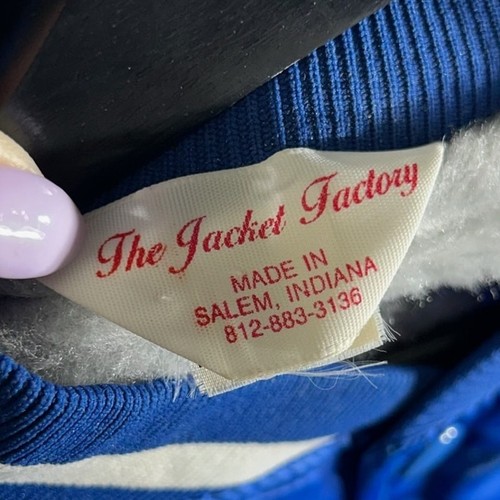 The Jacket Factory
MADE IN
SALEM, INDIANA
812-883-3136